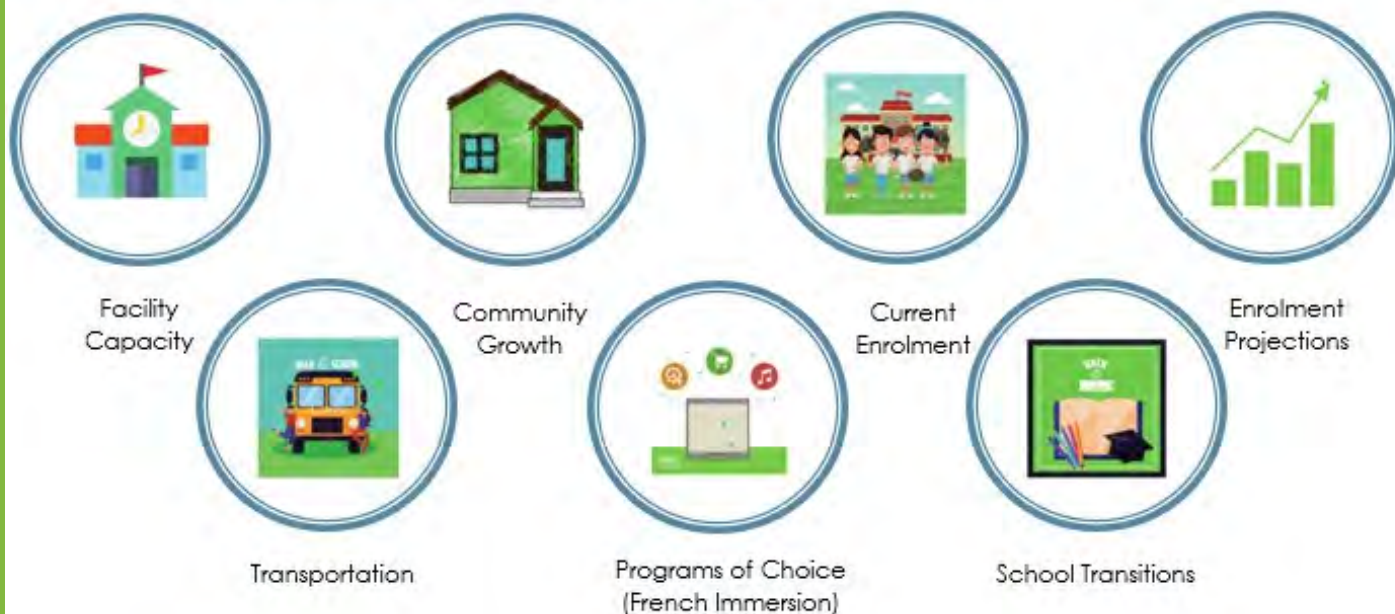 Facility
Capacity
Community
Growth
Current
Enrolment
Enrolment
Projections
Transportation
Programs of Choice
(French Immersion)
School Transitions